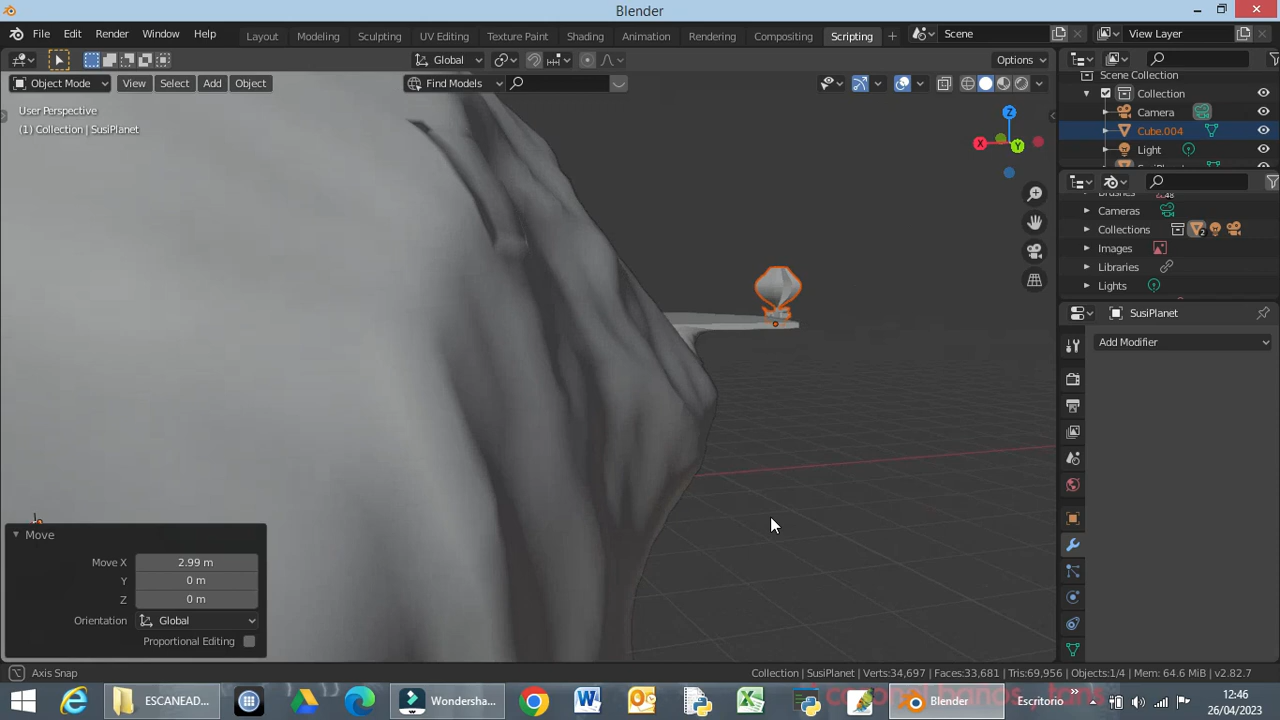 Blender
File Edit Render Window Help Layout Modeling Sculpting UV Editing Texture Paint Shading Animation Rendering Compositing Scripting + Scene View Layer
Global Options
Object Mode View Select Add Object Find Models
User Perspective
(1) Collection | SusiPlanet
Scene Collection
Collection
Camera
Cube.004
Light
Cameras
Collections 2
Images
Libraries
Lights
SusiPlanet
Add Modifier
X Y Z
Move
Move X 2.99 m
Y 0 m
Z 0 m
Orientation Global
Proportional Editing
Axis Snap Collection | SusiPlanet | Verts:34,697 | Faces:33,681 | Tris:69,956 | Objects:1/4 | Mem: 64.6 MiB | v2.82.7
ESCANEAD... Wondersha... Blender Escritorio » 12:46
26/04/2023